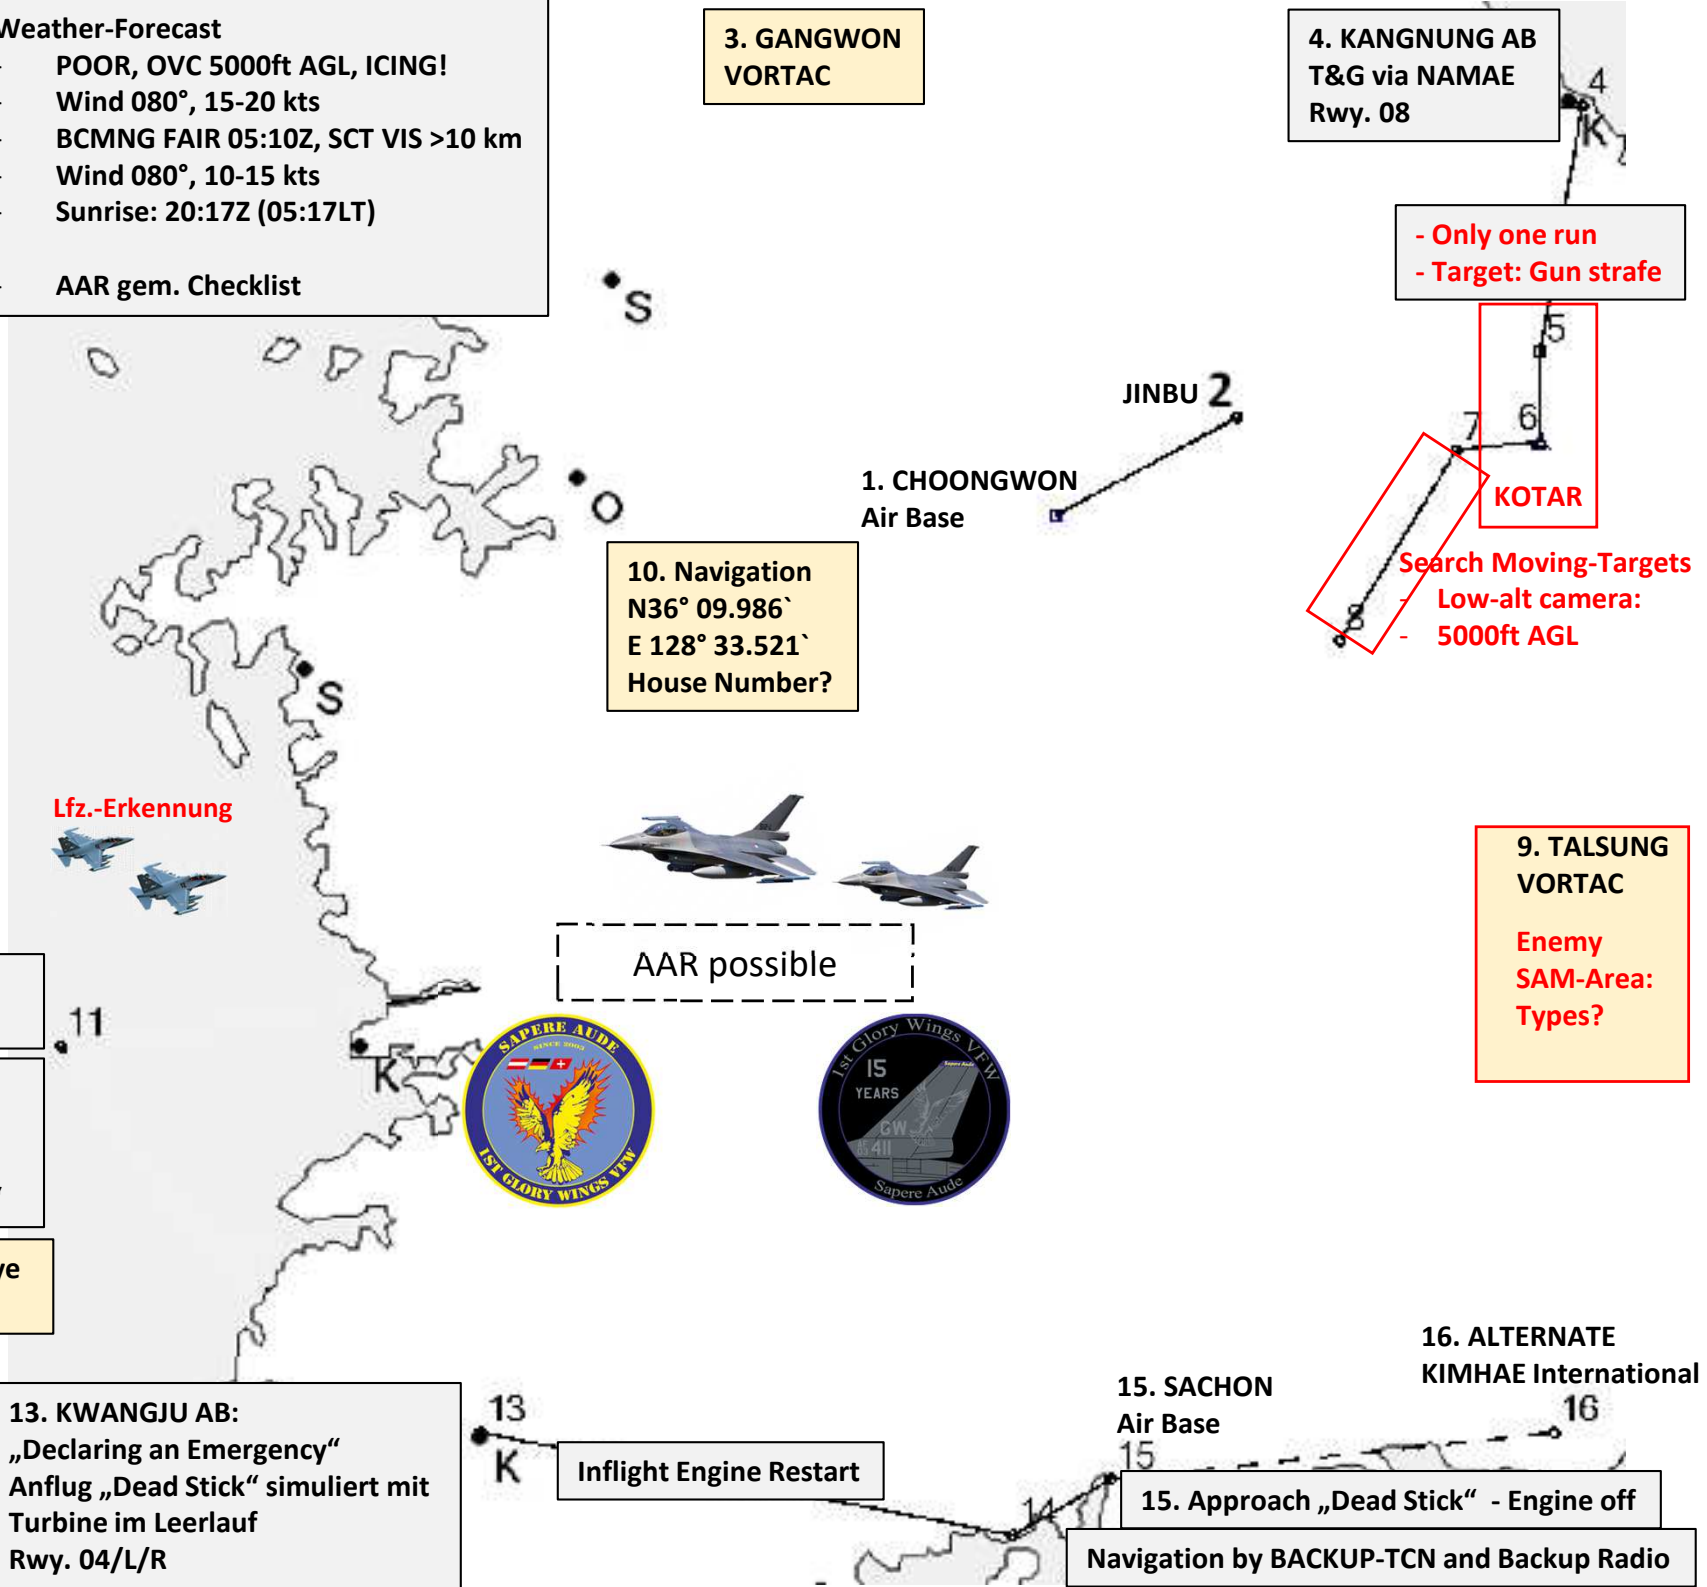 Weather-Forecast
- POOR, OVC 5000ft AGL, ICING!
- Wind 080°, 15-20 kts
- BCMNG FAIR 05:10Z, SCT VIS >10 km
- Wind 080°, 10-15 kts
- Sunrise: 20:17Z (05:17LT)
- AAR gem. Checklist
3. GANGWON
VORTAC
4. KANGNUNG AB
T&G via NAMAE
Rwy. 08
4
K
- Only one run
- Target: Gun strafe
5
S
JINBU 2
7
6
1. CHOONGWON
Air Base
KOTAR
O
Search Moving-Targets
- Low-alt camera:
- 5000ft AGL
8
10. Navigation
N36° 09.986`
E 128° 33.521`
House Number?
S
Lfz.-Erkennung
9. TALSUNG
VORTAC
Enemy
SAM-Area:
Types?
AAR possible
11
K
SAPERE AUDE
SINCE 2003
1ST GLORY WINGS VFW
1st Glory Wings VFW
15
YEARS
Sapere Aude
GW
AF
85 411
Sapere Aude
16. ALTERNATE
KIMHAE International
15. SACHON
Air Base
16
13. KWANGJU AB:
„Declaring an Emergency“
Anflug „Dead Stick“ simuliert mit
Turbine im Leerlauf
Rwy. 04/L/R
13
K
Inflight Engine Restart
15
14
15. Approach „Dead Stick“ - Engine off
Navigation by BACKUP-TCN and Backup Radio